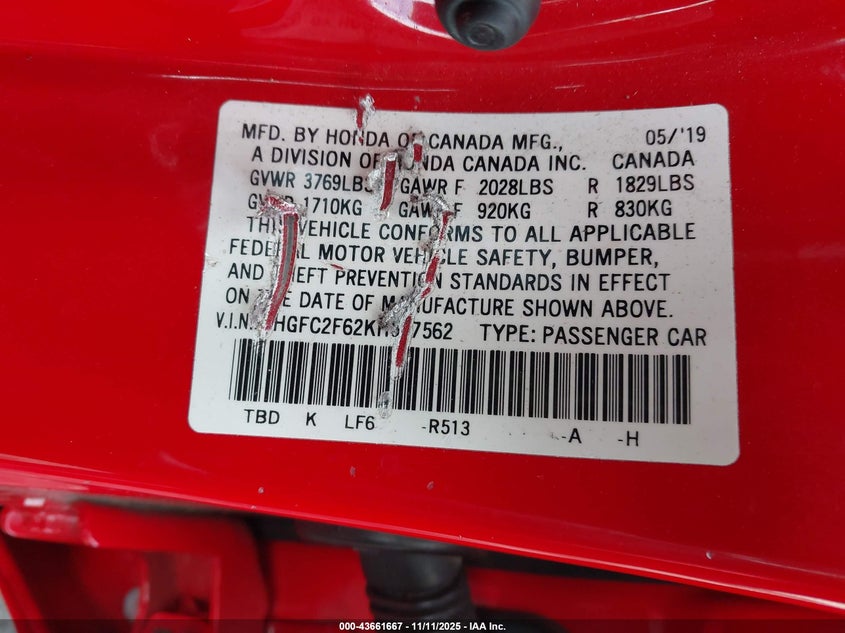 MFD. BY HONDA OF CANADA MFG., 05/'19
A DIVISION OF HONDA CANADA INC. CANADA
GVWR 3769LBS GAWR F 2028LBS R 1829LBS
GVWR 1710KG GAWR F 920KG R 830KG
THIS VEHICLE CONFORMS TO ALL APPLICABLE
FEDERAL MOTOR VEHICLE SAFETY, BUMPER,
AND THEFT PREVENTION STANDARDS IN EFFECT
ON THE DATE OF MANUFACTURE SHOWN ABOVE.
V.I.N. TYPE: PASSENGER CAR
TBD K LF6 -R513 -A -H
000-43661667 - 11/11/2025 - IAA Inc.